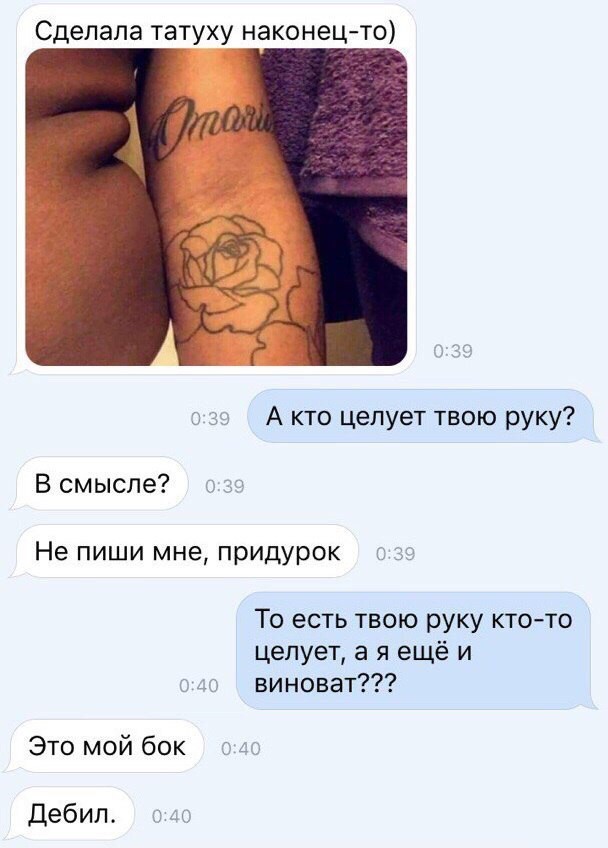 Сделала татуху наконец-то)
Omari
0:39
А кто целует твою руку?
0:39
В смысле?
0:39
Не пиши мне, придурок
0:39
То есть твою руку кто-то
целует, а я ещё и
виноват???
0:40
Это мой бок
0:40
Дебил.
0:40